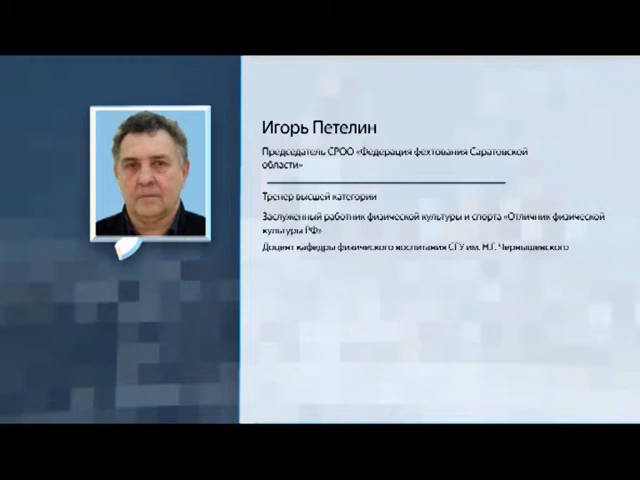 Игорь Петелин
Председатель СРОО «Федерация фехтования Саратовской
области»
Тренер высшей категории
Заслуженный работник физической культуры и спорта «Отличник физической
культуры РФ»
Доцент кафедры физического воспитания СГУ им. Н.Г. Чернышевского